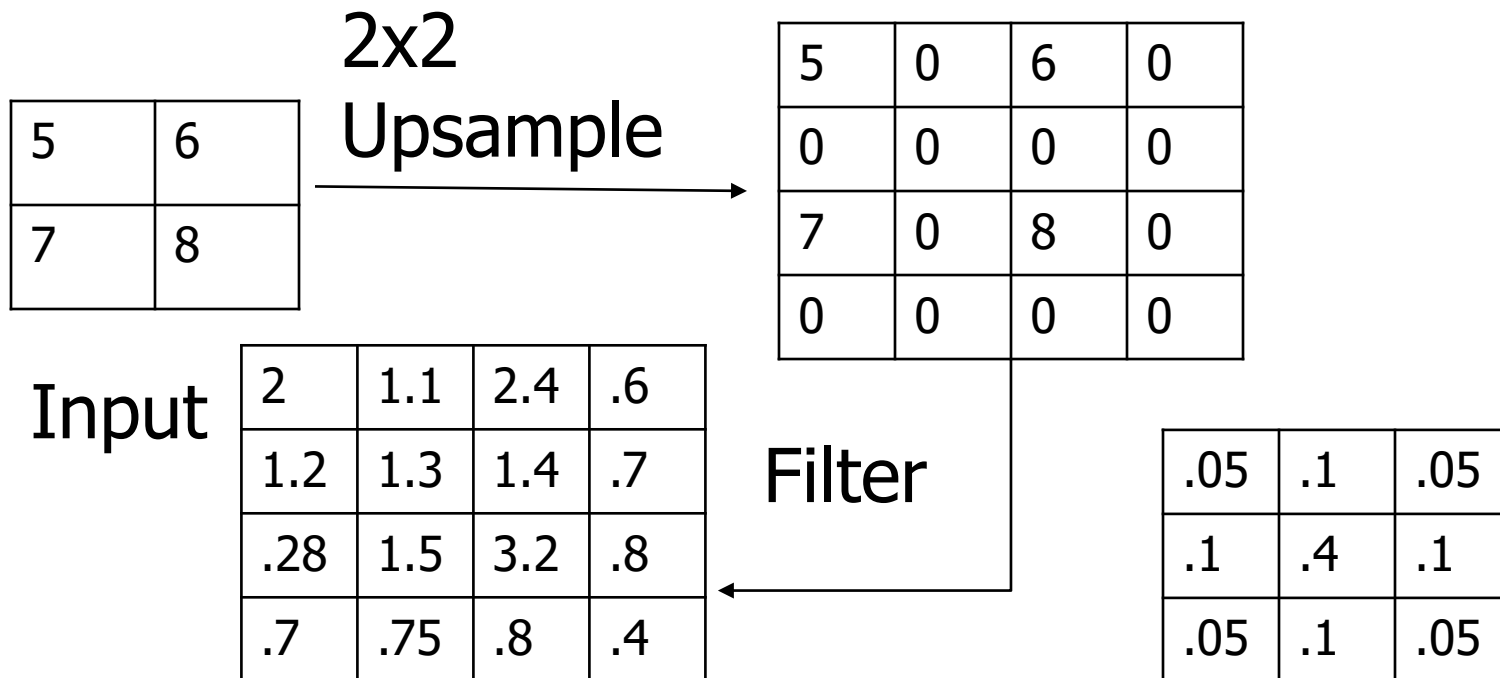 2x2
Upsample
5 6
7 8
5 0 6 0
0 0 0 0
7 0 8 0
0 0 0 0
Input
2 1.1 2.4 .6
1.2 1.3 1.4 .7
.28 1.5 3.2 .8
.7 .75 .8 .4
Filter
.05 .1 .05
.1 .4 .1
.05 .1 .05